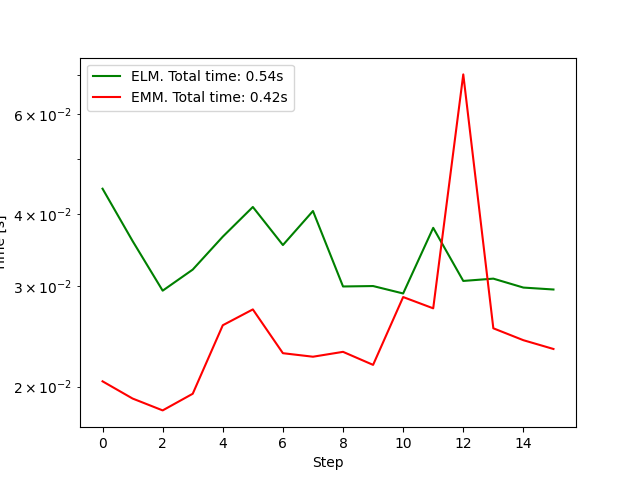 ELM. Total time: 0.54s
EMM. Total time: 0.42s
6 × 10⁻²
4 × 10⁻²
3 × 10⁻²
2 × 10⁻²
Time [s]
0 2 4 6 8 10 12 14
Step